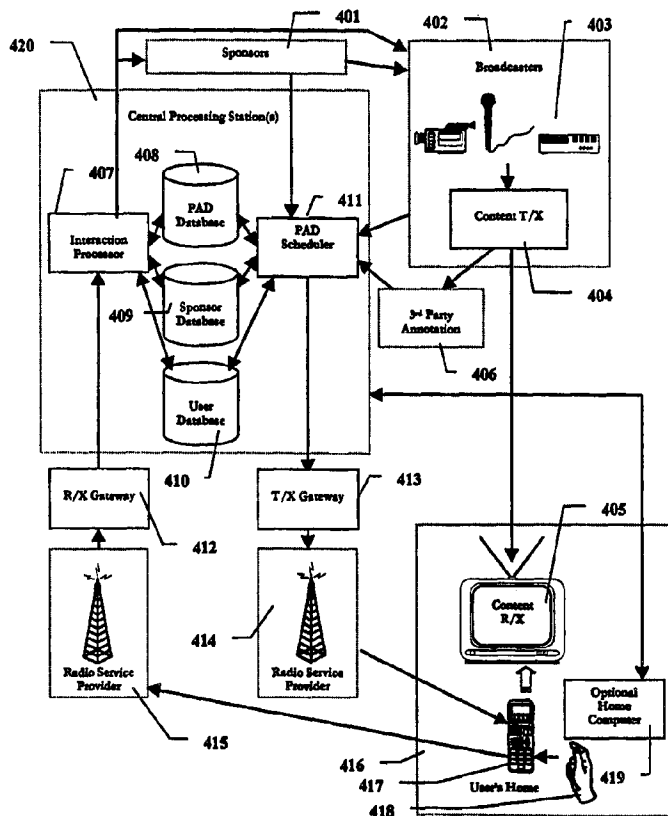 401
402
403
420
Sponsors
Broadcasters
Central Processing Station(s)
407
408
411
PAD
Database
Interaction
Processor
PAD
Scheduler
Content T/X
404
409
Sponsor
Database
3rd Party
Annotation
406
User
Database
410
R/X Gateway
412
T/X Gateway
413
405
Content
R/X
414
Radio Service
Provider
415
Radio Service
Provider
Optional
Home
Computer
416
417
User's Home
418
419